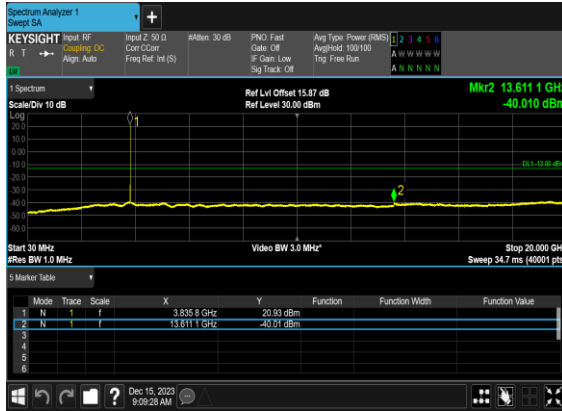 Spectrum Analyzer 1
Swept SA
KEYSIGHT
R T
LU
Input: RF
Coupling: DC
Align: Auto
Input Z: 50 Ω
Corr CCorr
Freq Ref: Int (S)
#Atten: 30 dB
PNO: Fast
Gate: Off
IF Gain: Low
Sig Track: Off
Avg Type: Power (RMS)
Avg|Hold: 100/100
Trig: Free Run
1 2 3 4 5 6
A W W W W W
A N N N N N
1 Spectrum
Scale/Div 10 dB
Ref Lvl Offset 15.87 dB
Ref Level 30.00 dBm
Mkr2 13.611 1 GHz
-40.010 dBm
Log
20.0
10.0
0.00
-10.0
-20.0
-30.0
-40.0
-50.0
-60.0
1
2
DL1 -13.00 dBm
Start 30 MHz
#Res BW 1.0 MHz
Video BW 3.0 MHz*
Stop 20.000 GHz
Sweep 34.7 ms (40001 pts)
5 Marker Table
Mode Trace Scale X Y Function Function Width Function Value
1 N 1 f 3.835 8 GHz 20.93 dBm
2 N 1 f 13.611 1 GHz -40.01 dBm
3
4
5
6
?
Dec 15, 2023
9:09:28 AM